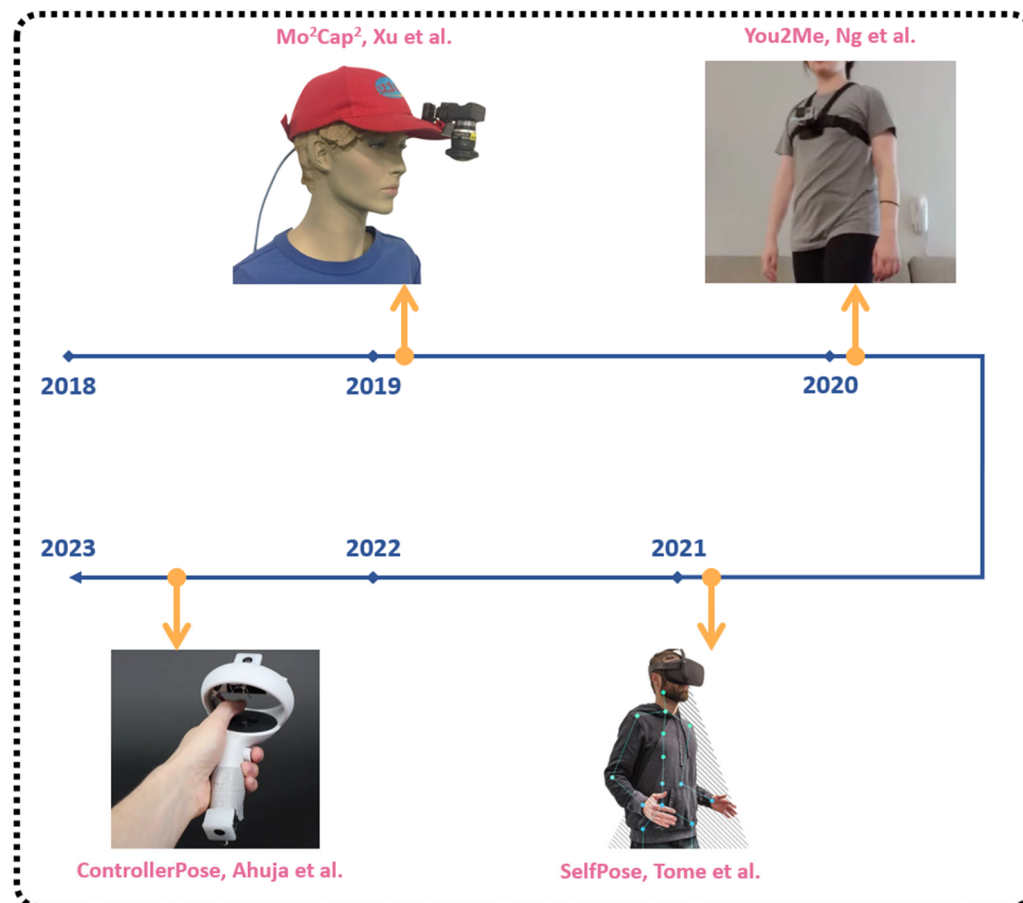 Mo²Cap², Xu et al.
You2Me, Ng et al.
2018
2019
2020
2023
2022
2021
ControllerPose, Ahuja et al.
SelfPose, Tome et al.